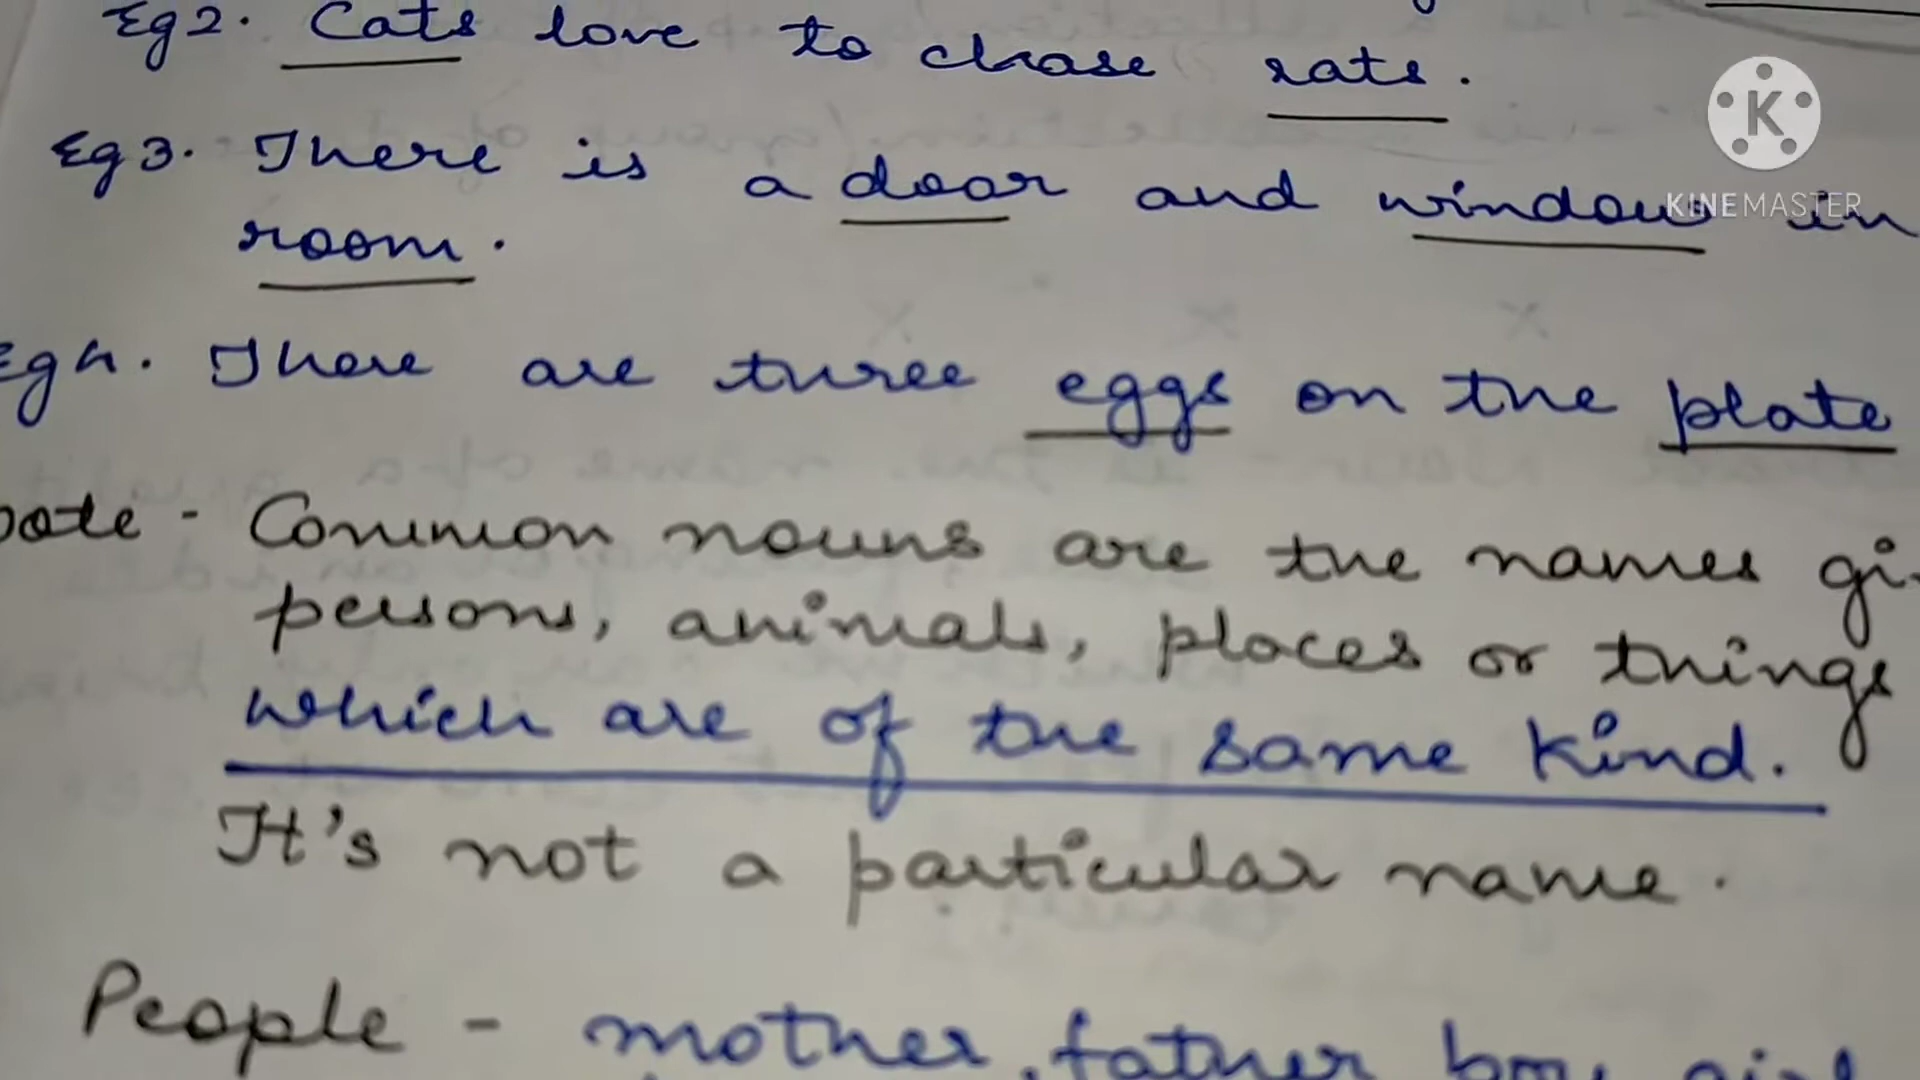 Eg2. Cats love to chase rats.
Eg3. There is a door and window in
room.
Eg4. There are three eggs on the plate
Note - Common nouns are the names gi
persons, animals, places or things
which are of the same kind.
It's not a particular name.
People - mother, father boy girl
K
KINEMASTER